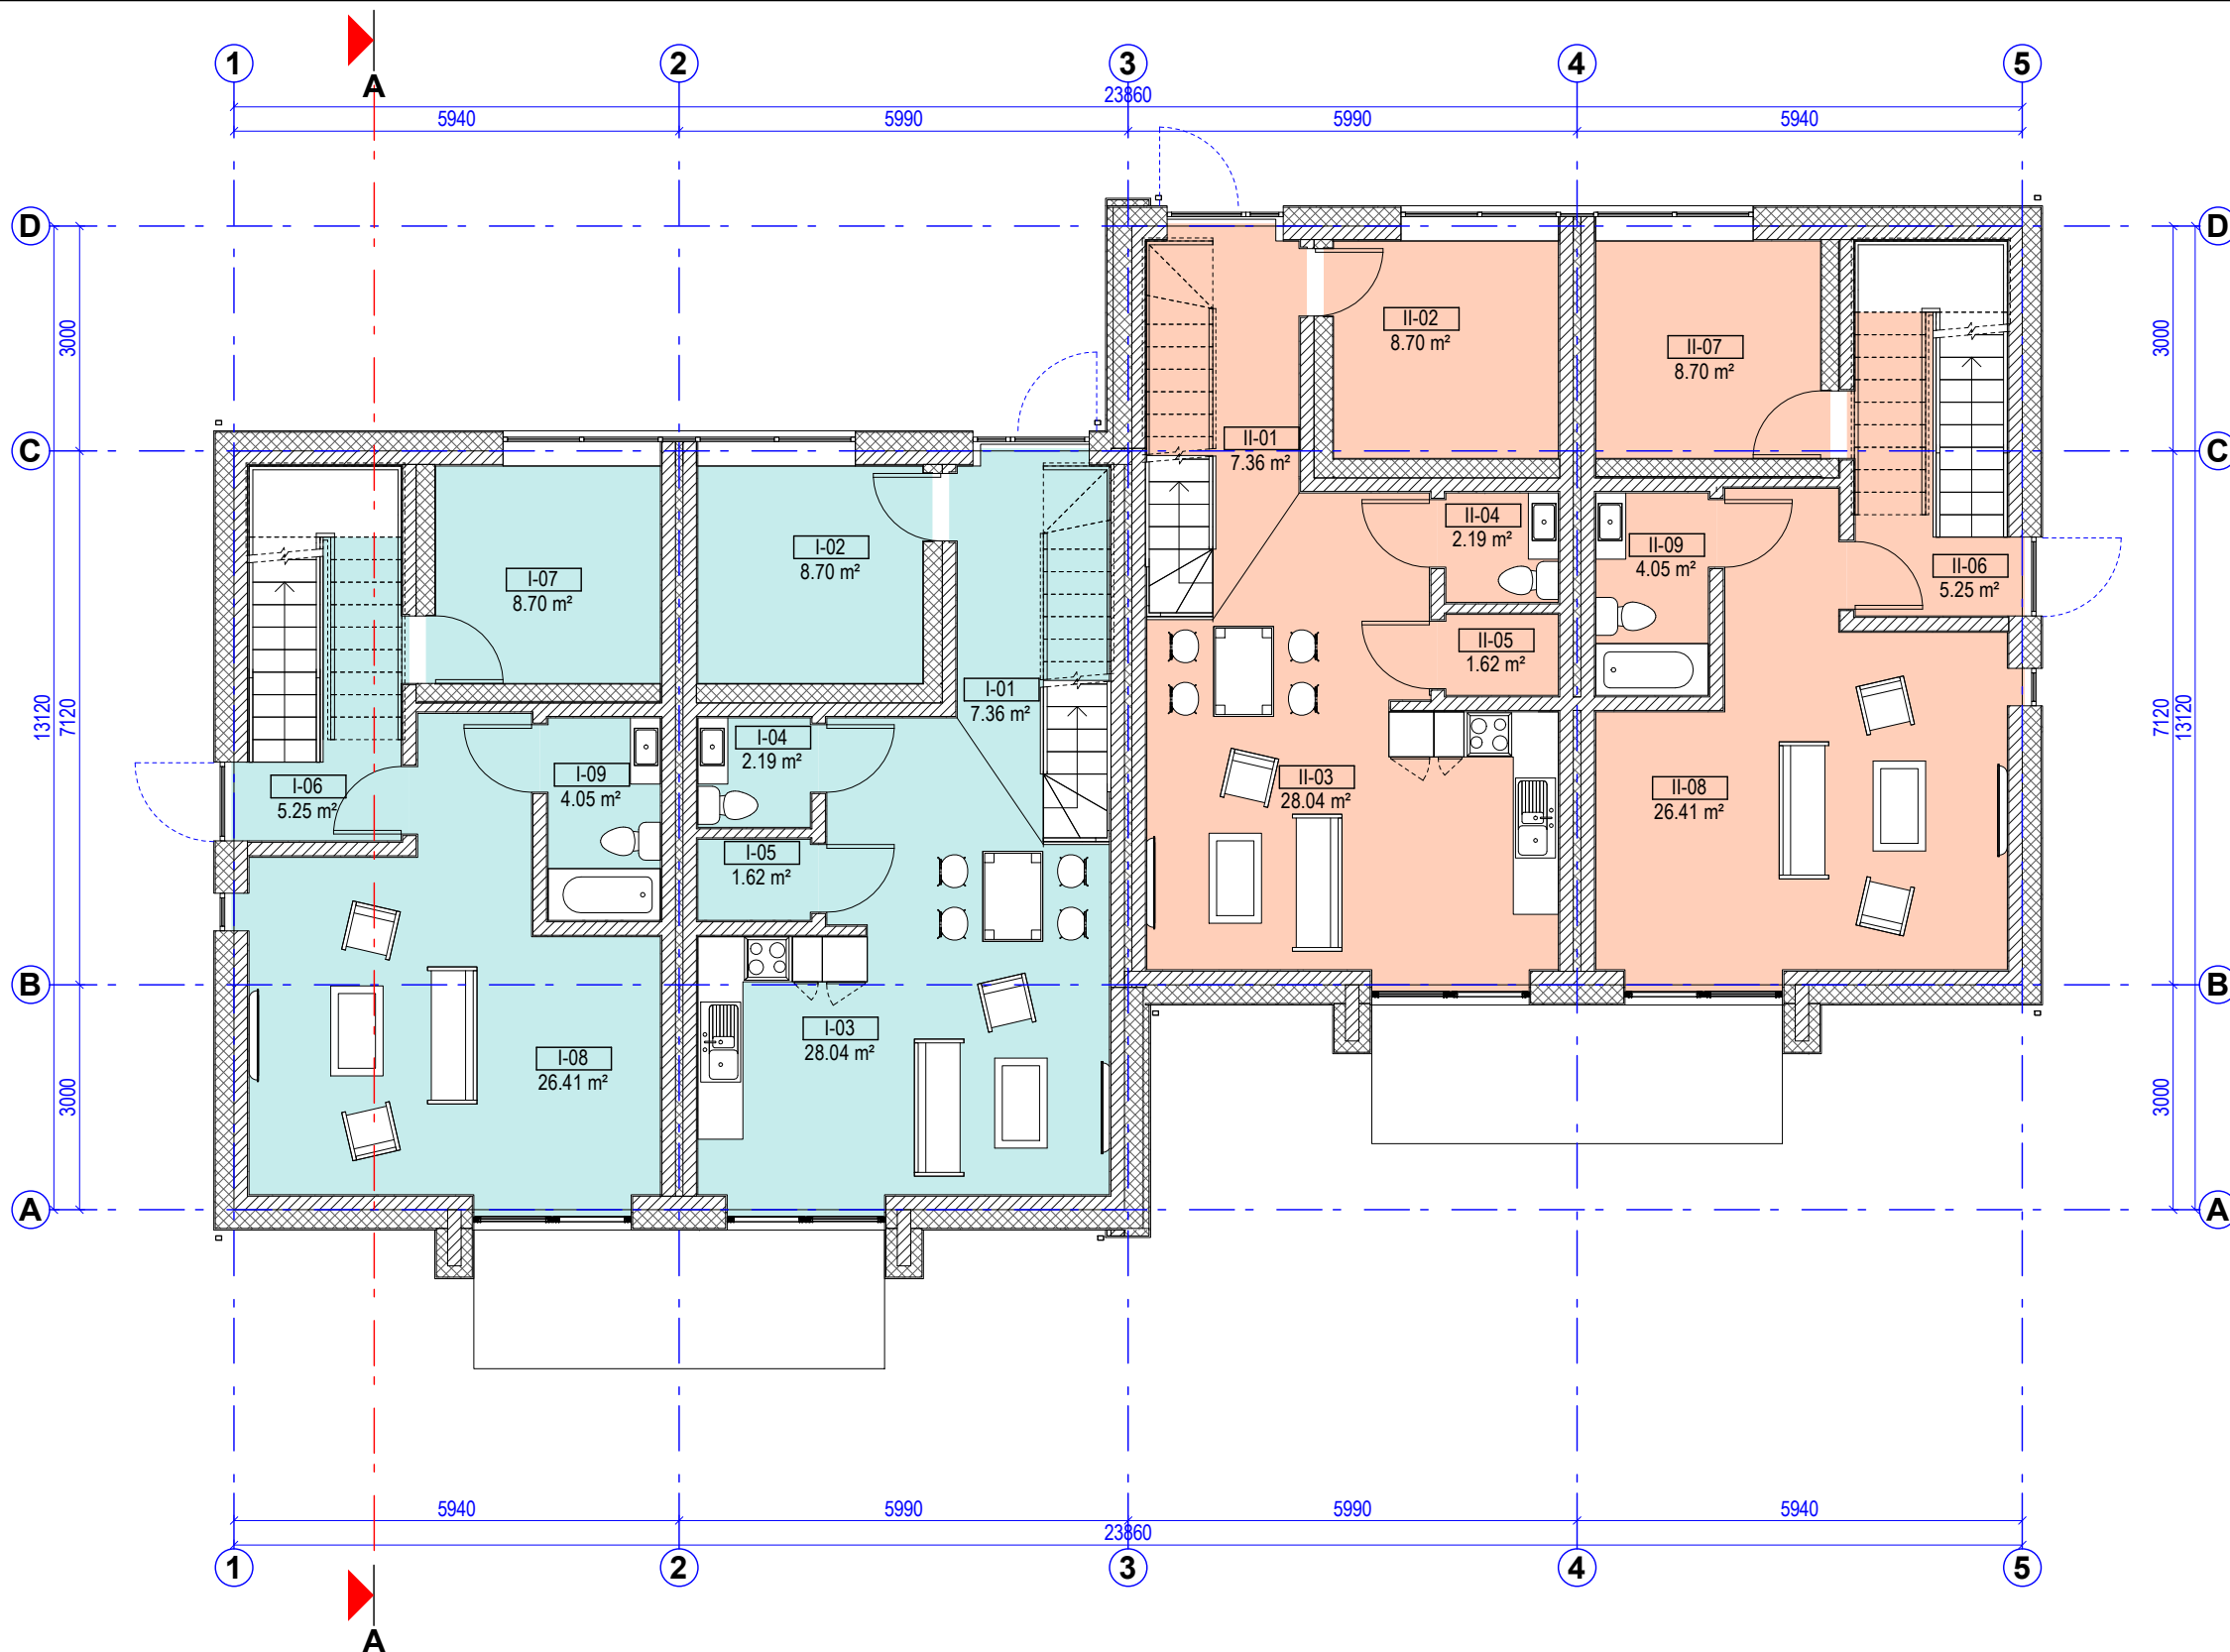 1
2
3
4
5
A
23860
5940
5990
5990
5940
D
D
3000
3000
C
C
II-02
8.70 m²
II-07
8.70 m²
II-01
7.36 m²
II-04
2.19 m²
II-09
4.05 m²
II-06
5.25 m²
II-05
1.62 m²
I-02
8.70 m²
I-07
8.70 m²
I-01
7.36 m²
13120
7120
7120
13120
I-04
2.19 m²
I-09
4.05 m²
I-06
5.25 m²
II-03
28.04 m²
II-08
26.41 m²
I-05
1.62 m²
B
B
I-03
28.04 m²
I-08
26.41 m²
3000
3000
A
A
5940
5990
5990
5940
23860
1
2
3
4
5
A